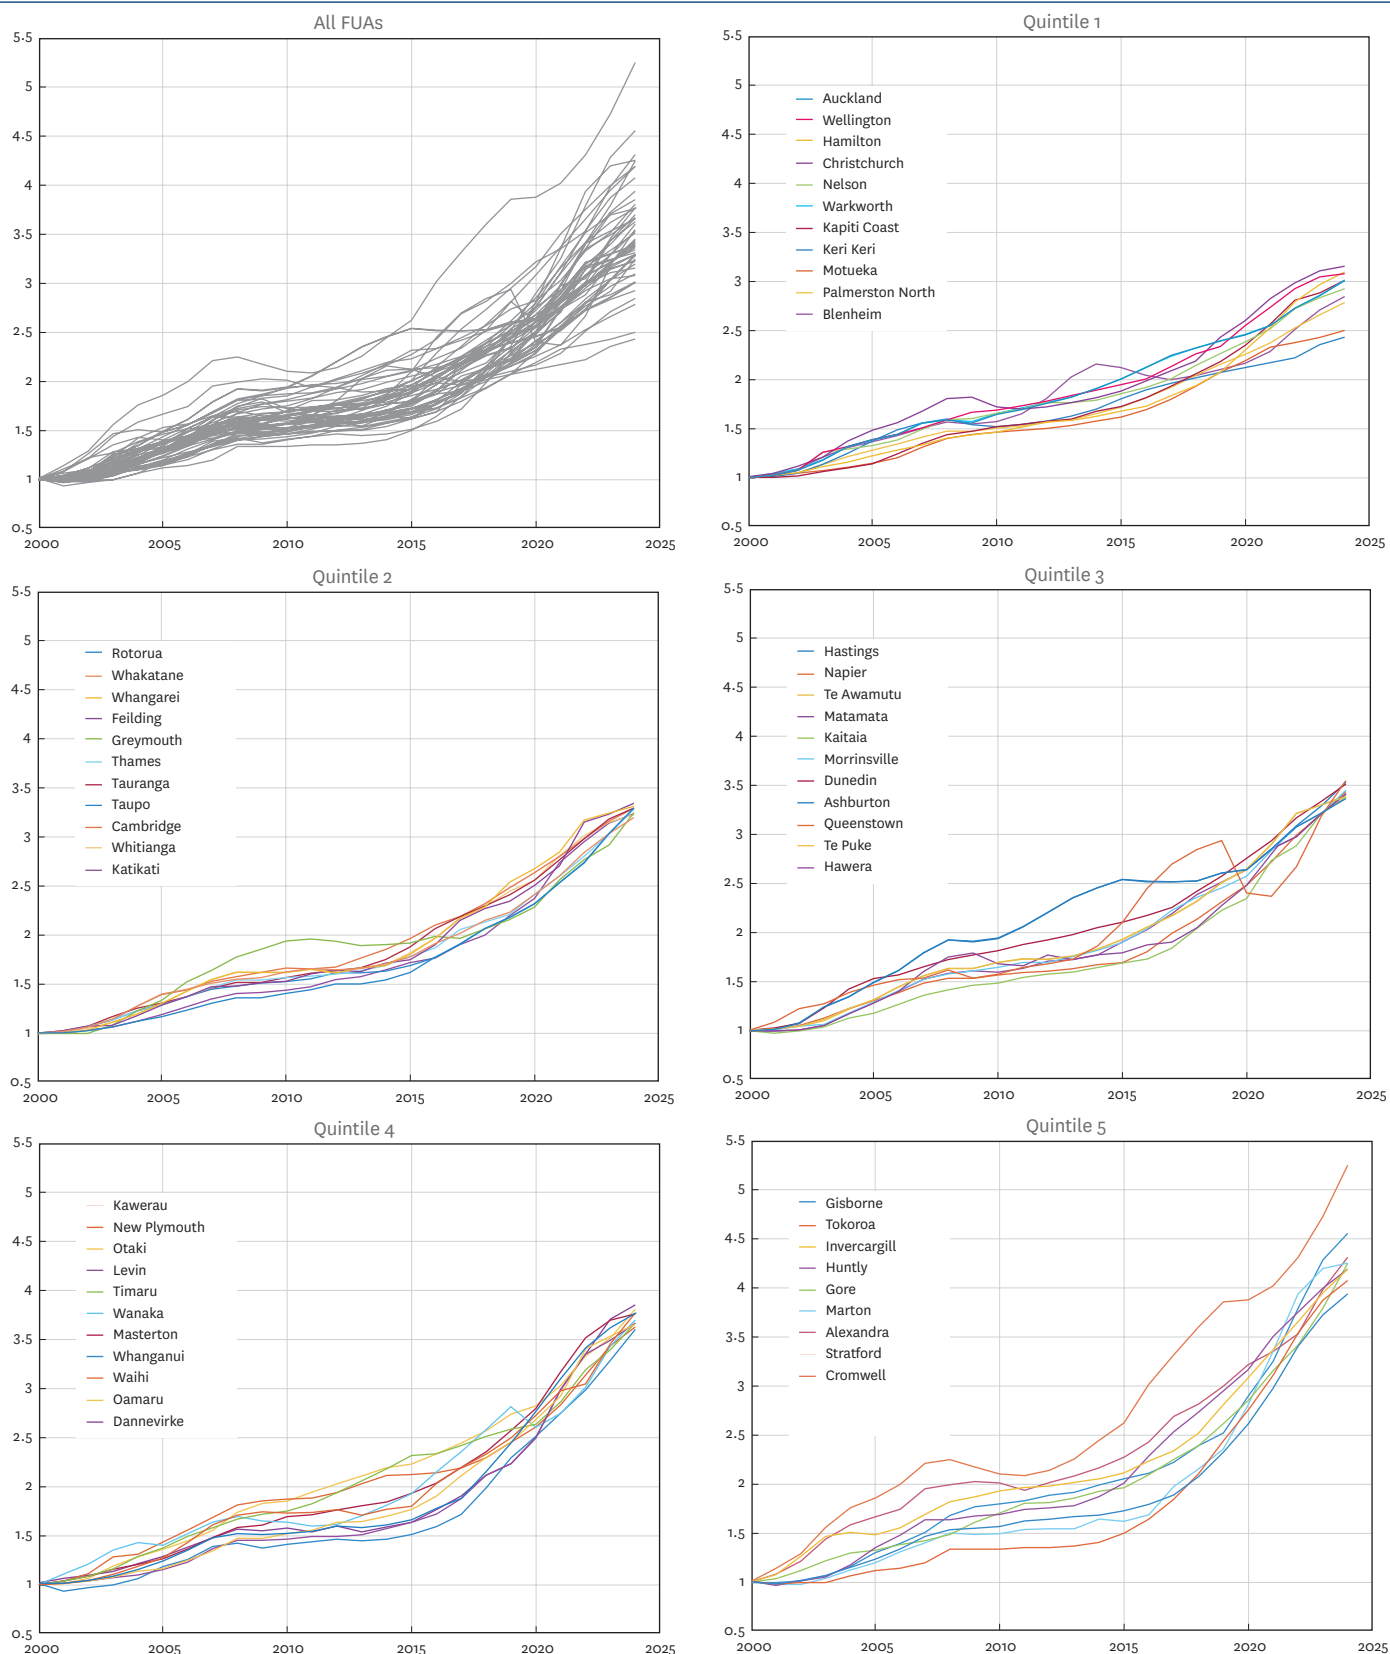 All FUAs
5.5
5
4.5
4
3.5
3
2.5
2
1.5
1
0.5
2000 2005 2010 2015 2020 2025
Quintile 1
5.5
5
4.5
4
3.5
3
2.5
2
1.5
1
0.5
Auckland
Wellington
Hamilton
Christchurch
Nelson
Warkworth
Kapiti Coast
Keri Keri
Motueka
Palmerston North
Blenheim
2000 2005 2010 2015 2020 2025
Quintile 2
5.5
5
4.5
4
3.5
3
2.5
2
1.5
1
0.5
Rotorua
Whakatane
Whangarei
Feilding
Greymouth
Thames
Tauranga
Taupo
Cambridge
Whitianga
Katikati
2000 2005 2010 2015 2020 2025
Quintile 3
5.5
5
4.5
4
3.5
3
2.5
2
1.5
1
0.5
Hastings
Napier
Te Awamutu
Matamata
Kaitaia
Morrinsville
Dunedin
Ashburton
Queenstown
Te Puke
Hawera
2000 2005 2010 2015 2020 2025
Quintile 4
5.5
5
4.5
4
3.5
3
2.5
2
1.5
1
0.5
Kawerau
New Plymouth
Otaki
Levin
Timaru
Wanaka
Masterton
Whanganui
Waihi
Oamaru
Dannevirke
2000 2005 2010 2015 2020 2025
Quintile 5
5.5
5
4.5
4
3.5
3
2.5
2
1.5
1
0.5
Gisborne
Tokoroa
Invercargill
Huntly
Gore
Marton
Alexandra
Stratford
Cromwell
2000 2005 2010 2015 2020 2025